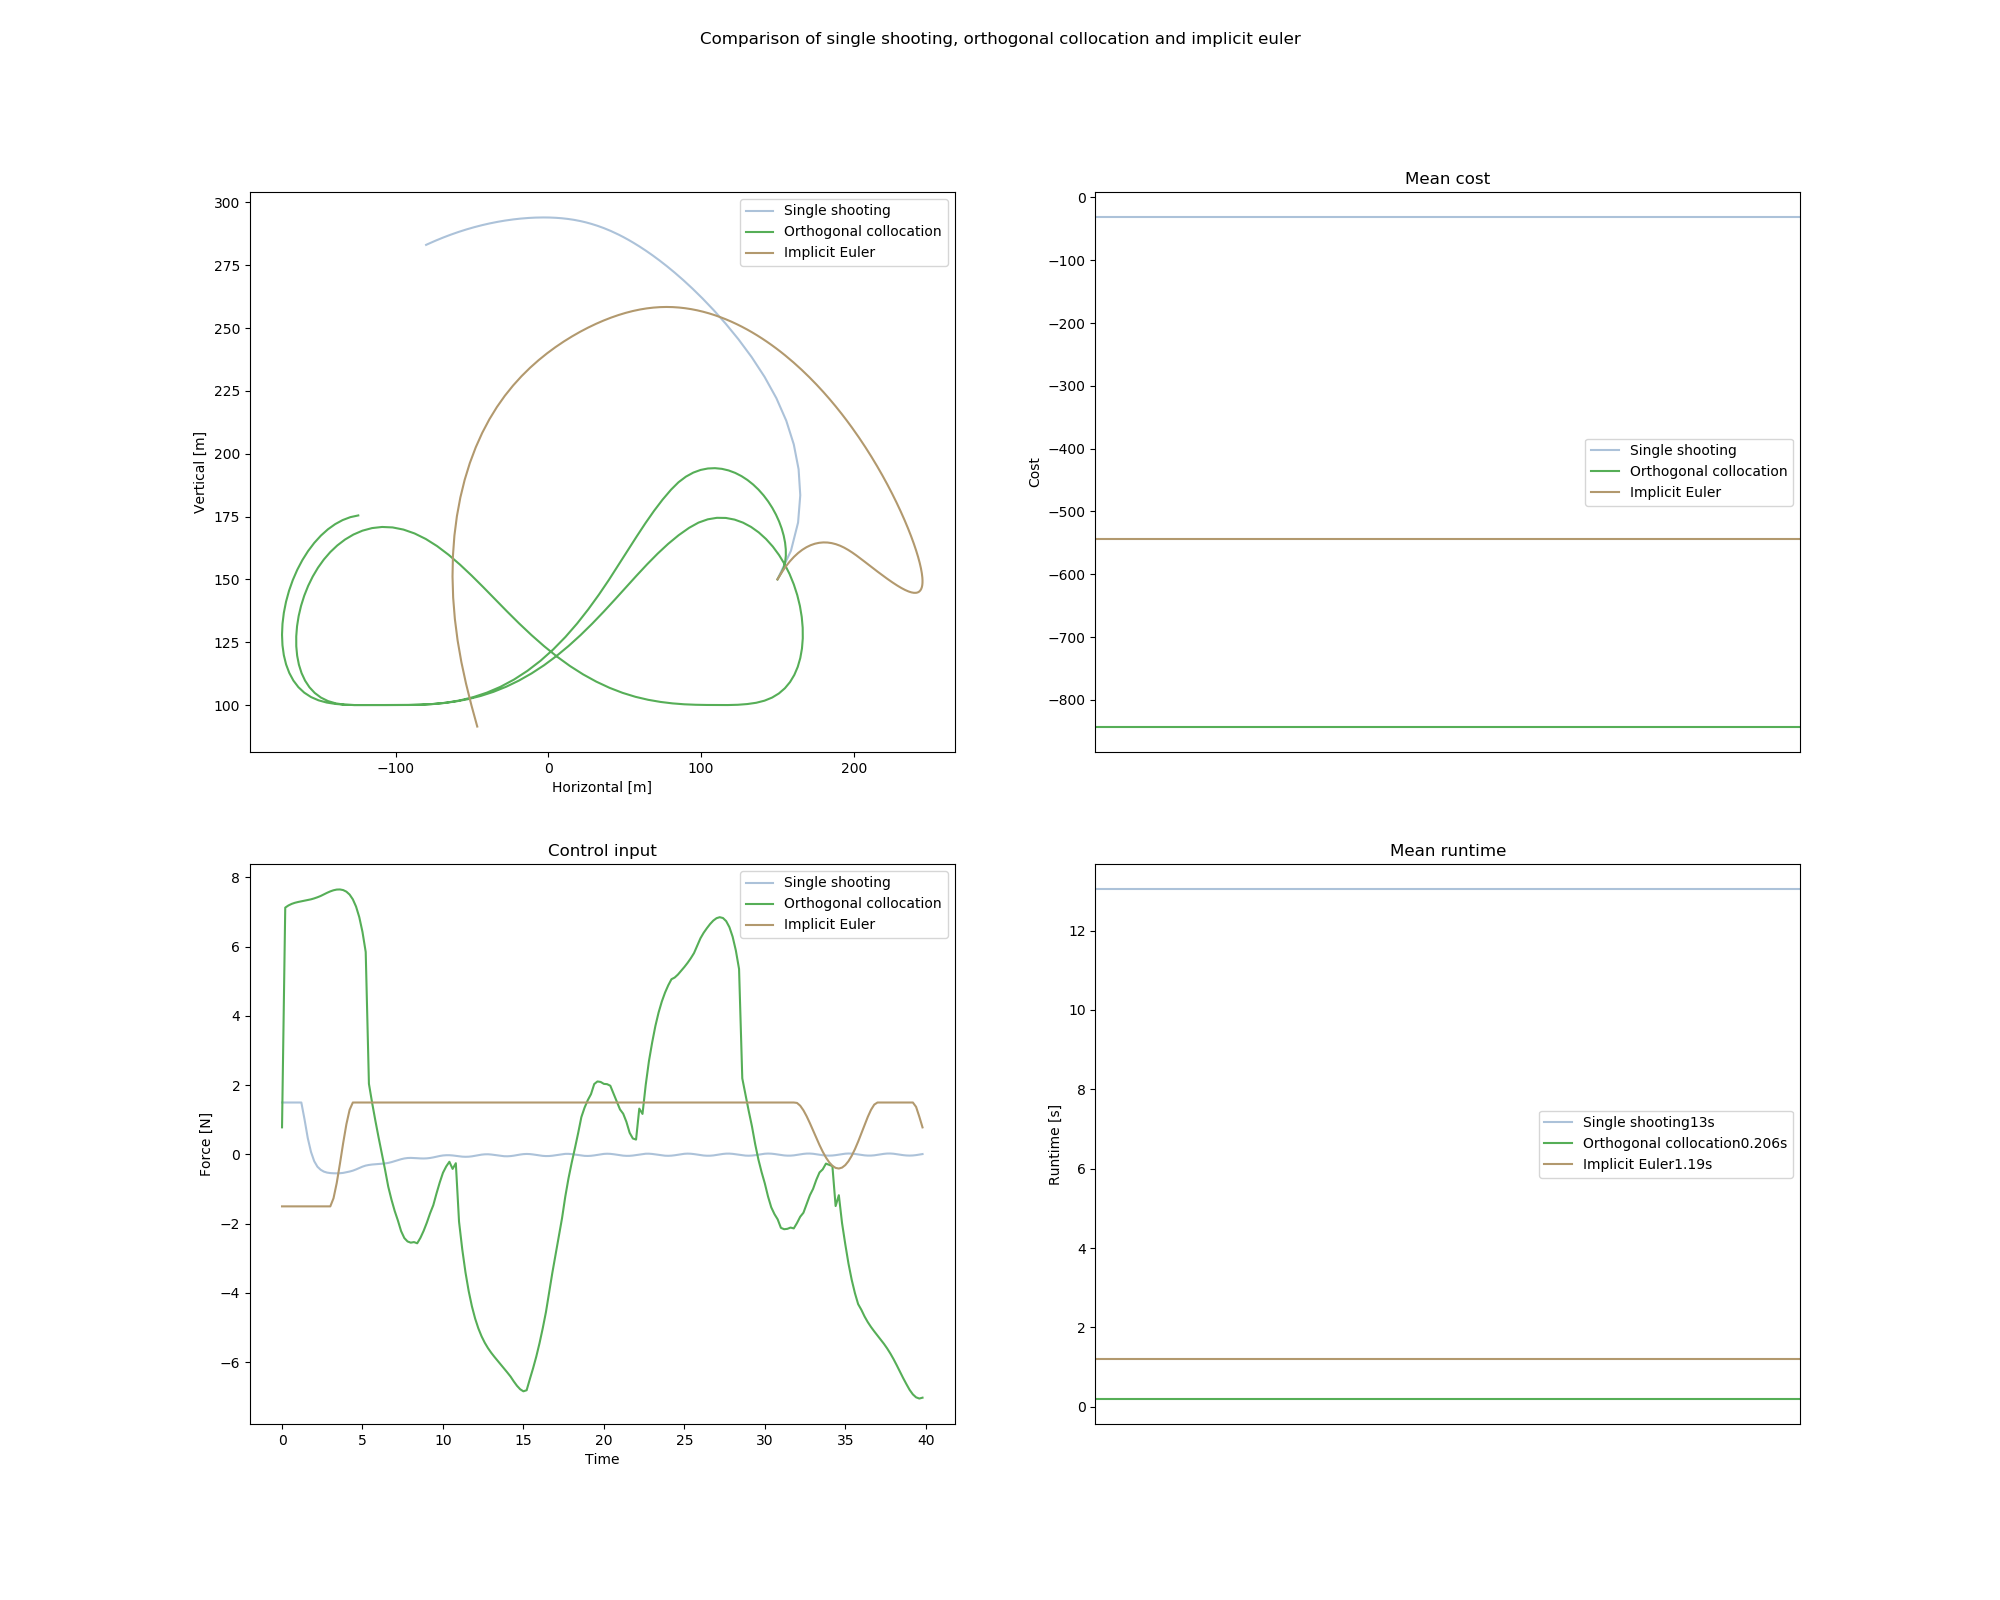 Comparison of single shooting, orthogonal collocation and implicit euler
300
275
250
225
200
175
150
125
100
Vertical [m]
−100
0
100
200
Horizontal [m]
Single shooting
Orthogonal collocation
Implicit Euler
Mean cost
0
−100
−200
−300
−400
−500
−600
−700
−800
Cost
Single shooting
Orthogonal collocation
Implicit Euler
Control input
8
6
4
2
0
−2
−4
−6
Force [N]
0
5
10
15
20
25
30
35
40
Time
Single shooting
Orthogonal collocation
Implicit Euler
Mean runtime
12
10
8
6
4
2
0
Runtime [s]
Single shooting13s
Orthogonal collocation0.206s
Implicit Euler1.19s